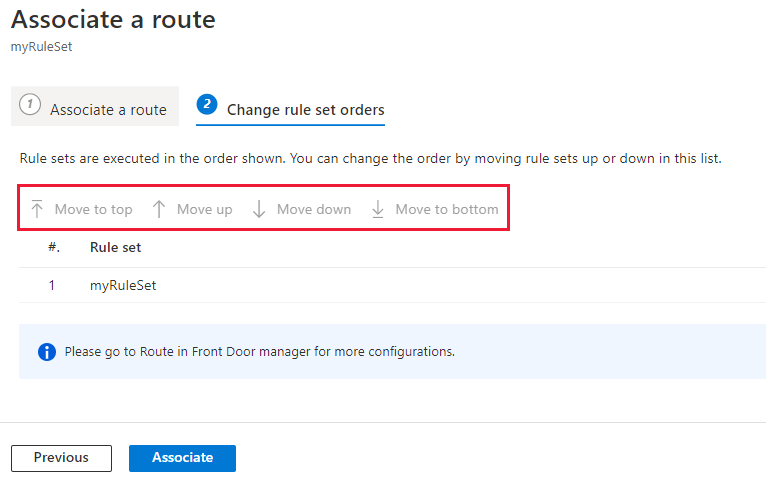 Associate a route
myRuleSet
1 Associate a route 2 Change rule set orders
Rule sets are executed in the order shown. You can change the order by moving rule sets up or down in this list.
Move to top Move up Move down Move to bottom
#. Rule set
1 myRuleSet
Please go to Route in Front Door manager for more configurations.
Previous Associate